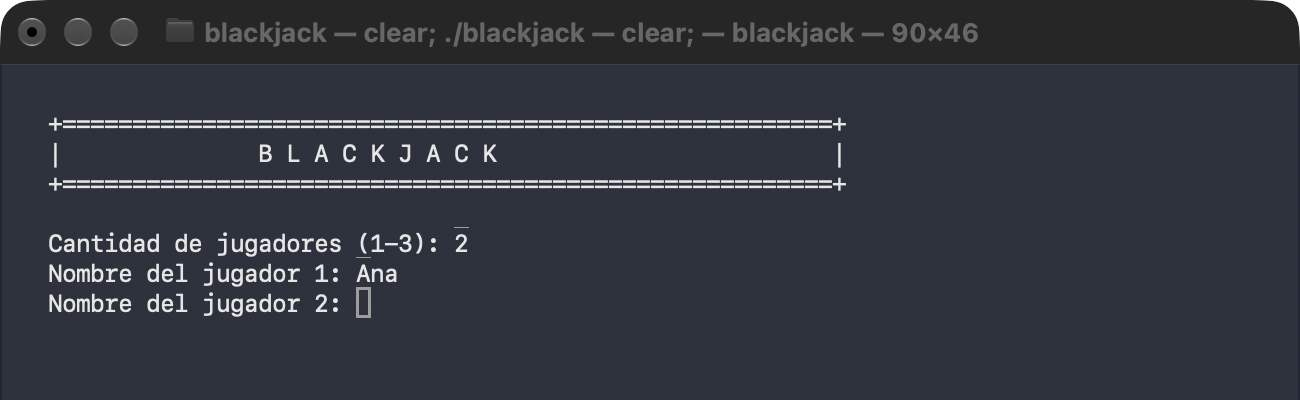 blackjack — clear; ./blackjack — clear; — blackjack — 90×46
+=======================================================+
|              B L A C K J A C K                        |
+=======================================================+
Cantidad de jugadores (1–3): 2
Nombre del jugador 1: Ana
Nombre del jugador 2: